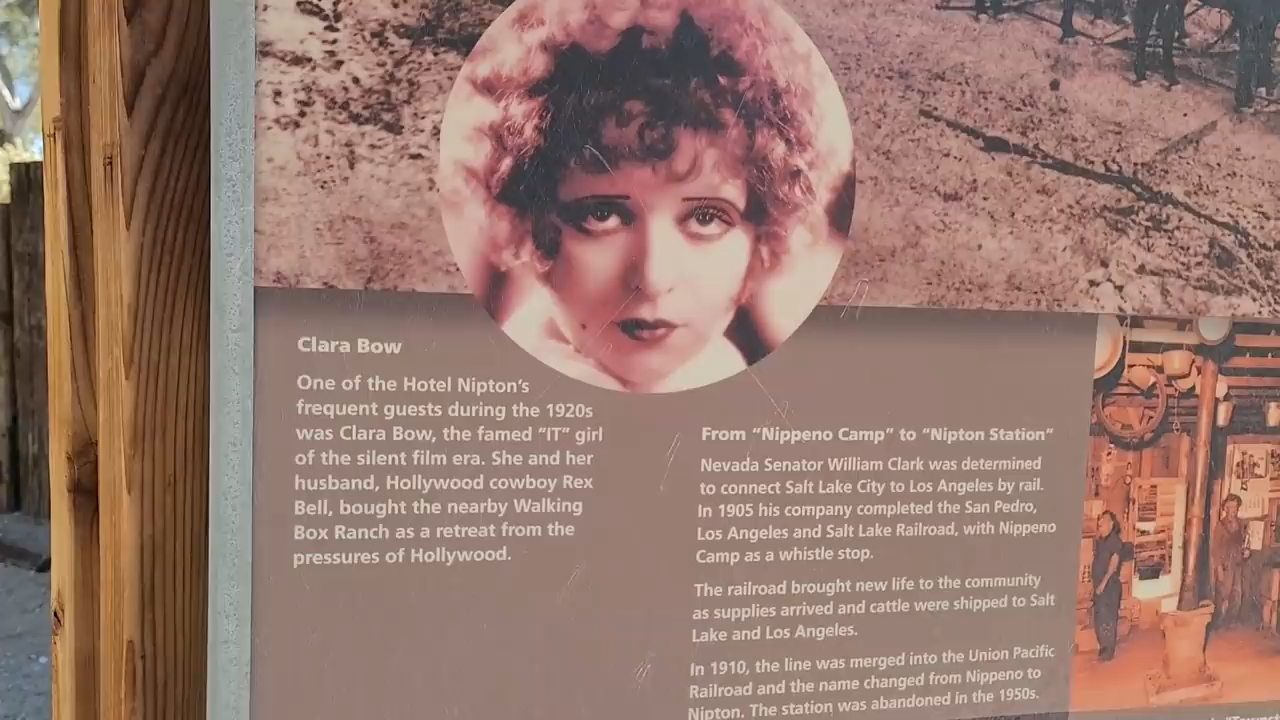 Clara Bow
One of the Hotel Nipton's
frequent guests during the 1920s
was Clara Bow, the famed "IT" girl
of the silent film era. She and her
husband, Hollywood cowboy Rex
Bell, bought the nearby Walking
Box Ranch as a retreat from the
pressures of Hollywood.
From "Nippeno Camp" to "Nipton Station"
Nevada Senator William Clark was determined
to connect Salt Lake City to Los Angeles by rail.
In 1905 his company completed the San Pedro,
Los Angeles and Salt Lake Railroad, with Nippeno
Camp as a whistle stop.
The railroad brought new life to the community
as supplies arrived and cattle were shipped to Salt
Lake and Los Angeles.
In 1910, the line was merged into the Union Pacific
Railroad and the name changed from Nippeno to
Nipton. The station was abandoned in the 1950s.